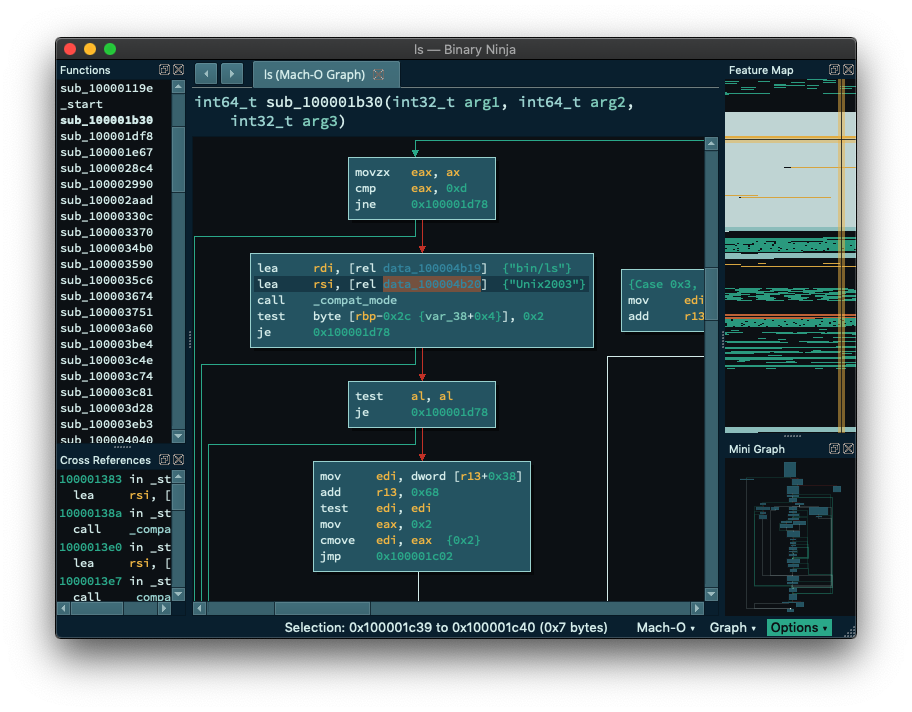 ls — Binary Ninja
Functions
sub_10000119e
_start
sub_100001b30
sub_100001df8
sub_100001e67
sub_1000028c4
sub_100002990
sub_100002aad
sub_10000330c
sub_100003370
sub_1000034b0
sub_100003590
sub_1000035c6
sub_100003674
sub_100003751
sub_100003a60
sub_100003be4
sub_100003c4e
sub_100003c74
sub_100003c81
sub_100003d28
sub_100003eb3
sub_100004040
Cross References
100001383 in _st
lea rsi, [
10000138a in _st
call _compa
1000013e0 in _st
lea rsi, [
1000013e7 in _st
call _compa
ls (Mach-O Graph)
int64_t sub_100001b30(int32_t arg1, int64_t arg2,
int32_t arg3)
movzx eax, ax
cmp eax, 0xd
jne 0x100001d78
lea rdi, [rel data_100004b19] {"bin/ls"}
lea rsi, [rel data_100004b20] {"Unix2003"}
call _compat_mode
test byte [rbp-0x2c {var_38+0x4}], 0x2
je 0x100001d78
{Case 0x3,
mov edi
add r13
test al, al
je 0x100001d78
mov edi, dword [r13+0x38]
add r13, 0x68
test edi, edi
mov eax, 0x2
cmove edi, eax {0x2}
jmp 0x100001c02
Feature Map
Mini Graph
Selection: 0x100001c39 to 0x100001c40 (0x7 bytes)
Mach-O
Graph
Options